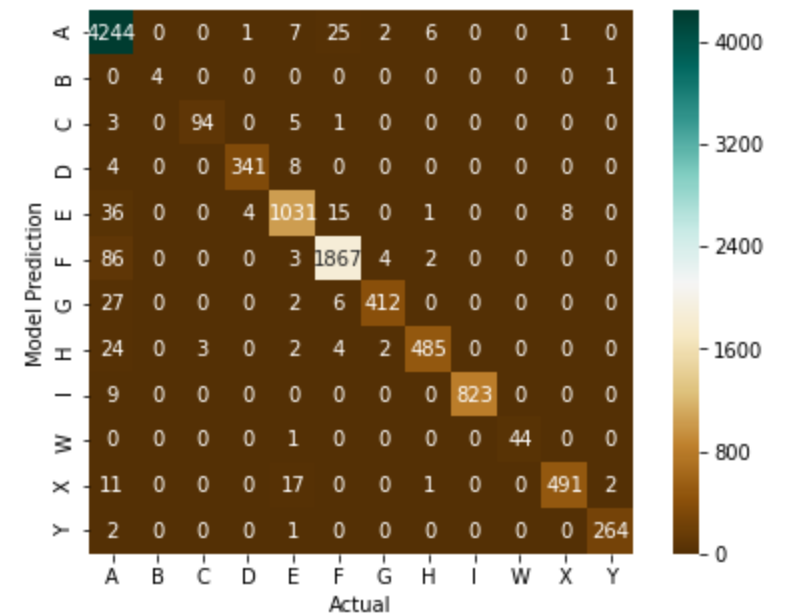 A 4244 0 0 1 7 25 2 6 0 0 1 0
B 0 4 0 0 0 0 0 0 0 0 0 1
C 3 0 94 0 5 1 0 0 0 0 0 0
D 4 0 0 341 8 0 0 0 0 0 0 0
E 36 0 0 4 1031 15 0 1 0 0 8 0
F 86 0 0 0 3 1867 4 2 0 0 0 0
G 27 0 0 0 2 6 412 0 0 0 0 0
H 24 0 3 0 2 4 2 485 0 0 0 0
I 9 0 0 0 0 0 0 0 823 0 0 0
W 0 0 0 0 1 0 0 0 0 44 0 0
X 11 0 0 0 17 0 0 1 0 0 491 2
Y 2 0 0 0 1 0 0 0 0 0 0 264
A B C D E F G H I W X Y
Actual
Model Prediction
4000
3200
2400
1600
800
0